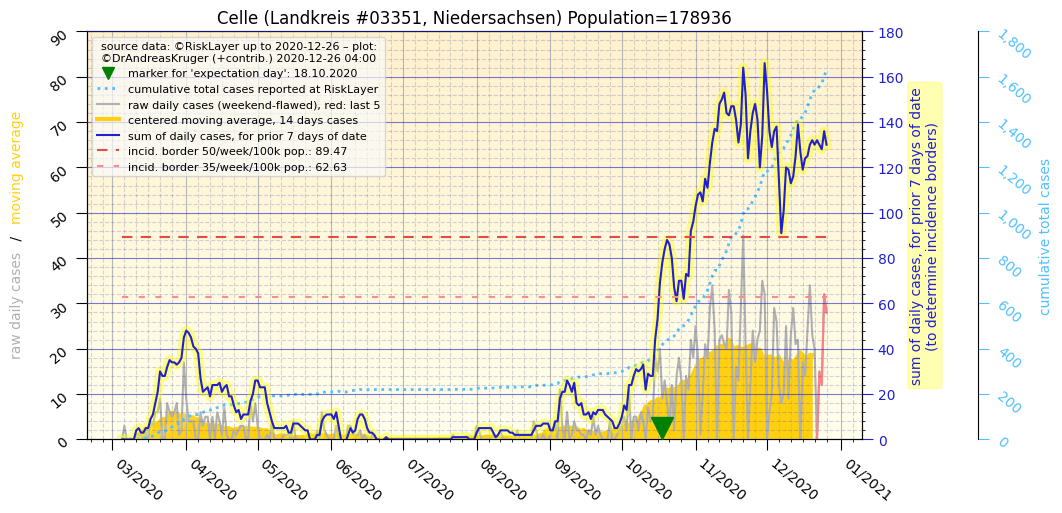 Celle (Landkreis #03351, Niedersachsen) Population=178936
source data: ©RiskLayer up to 2020-12-26 – plot:
©DrAndreasKruger (+contrib.) 2020-12-26 04:00
marker for 'expectation day': 18.10.2020
cumulative total cases reported at RiskLayer
raw daily cases (weekend-flawed), red: last 5
centered moving average, 14 days cases
sum of daily cases, for prior 7 days of date
incid. border 50/week/100k pop.: 89.47
incid. border 35/week/100k pop.: 62.63
raw daily cases / moving average
90
80
70
60
50
40
30
20
10
0
03/2020
04/2020
05/2020
06/2020
07/2020
08/2020
09/2020
10/2020
11/2020
12/2020
01/2021
180
160
140
120
100
80
60
40
20
0
sum of daily cases, for prior 7 days of date
(to determine incidence borders)
1,800
1,600
1,400
1,200
1,000
800
600
400
200
0
cumulative total cases